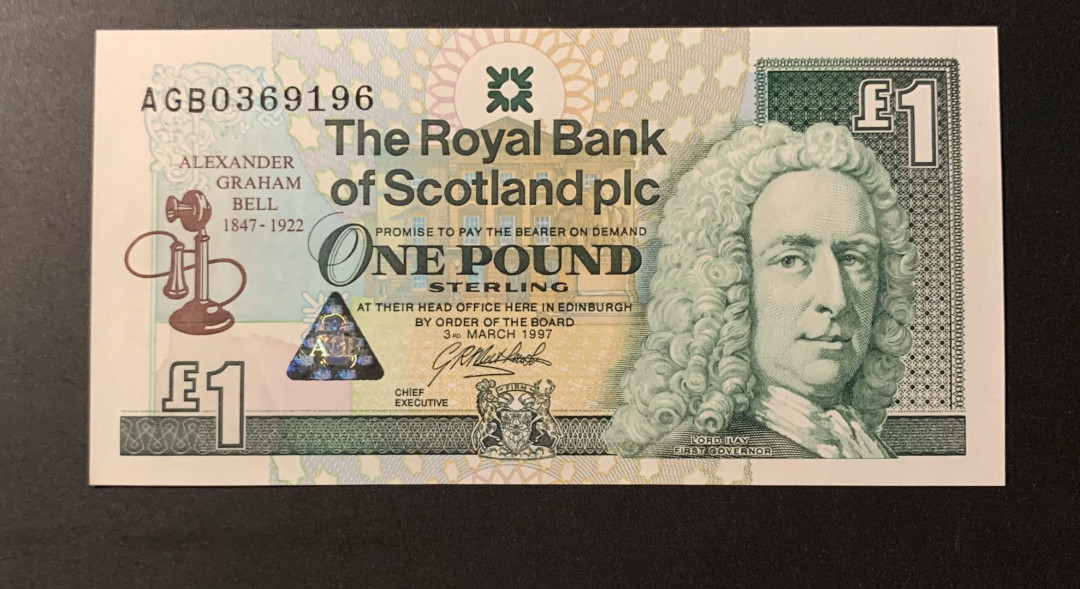 AGB0369196
£1
ALEXANDER
GRAHAM
BELL
1847 - 1922
The Royal Bank
of Scotland plc
PROMISE TO PAY THE BEARER ON DEMAND
ONE POUND
STERLING
AT THEIR HEAD OFFICE HERE IN EDINBURGH
BY ORDER OF THE BOARD
3RD MARCH 1997
CHIEF
EXECUTIVE
FIRM
£1
LORD ILAY
FIRST GOVERNOR